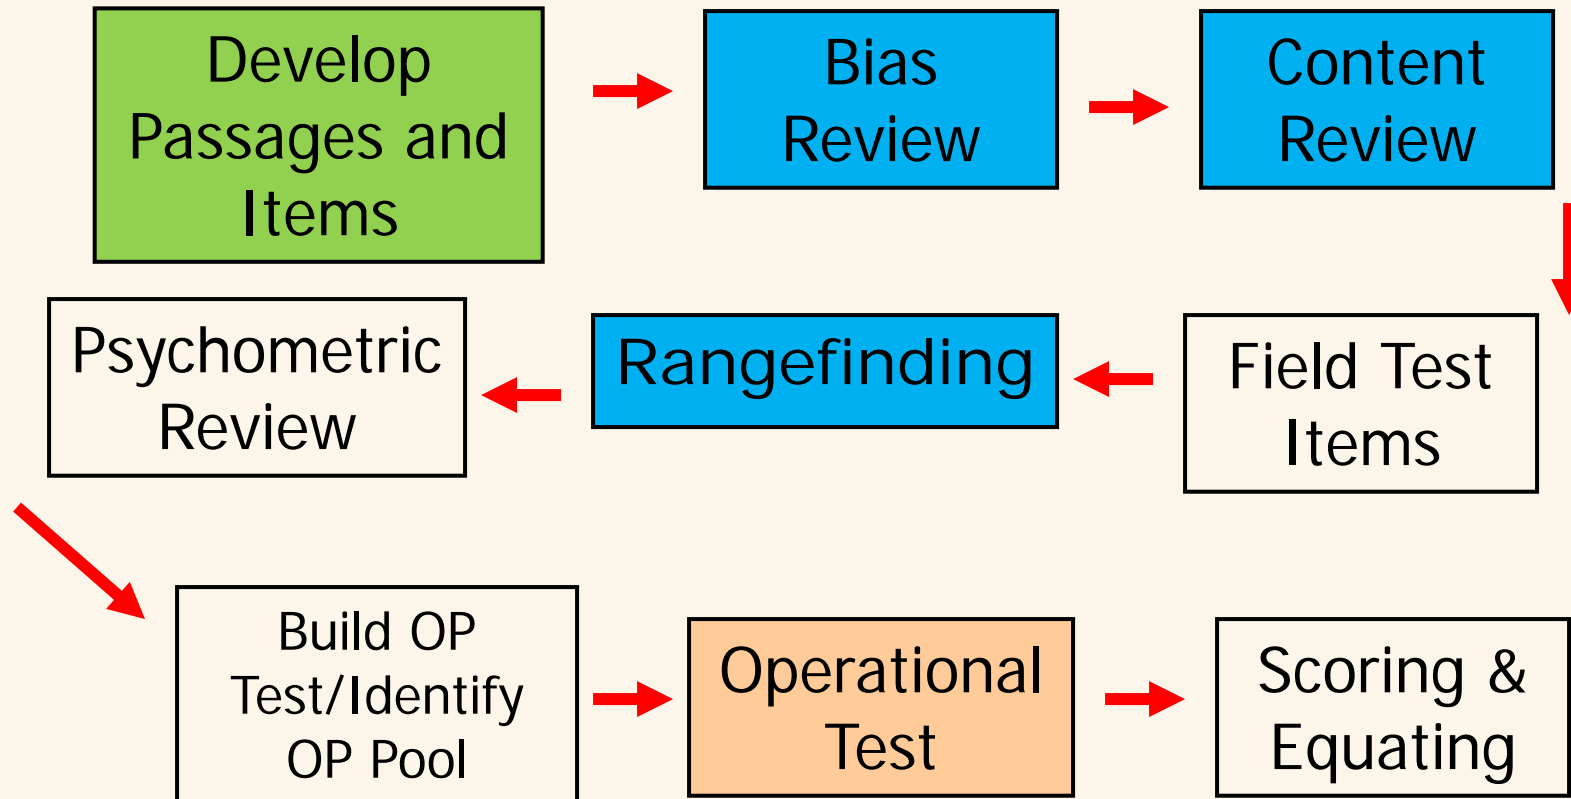 Develop
Passages and
Items
Bias
Review
Content
Review
Psychometric
Review
Rangefinding
Field Test
Items
Build OP
Test/Identify
OP Pool
Operational
Test
Scoring &
Equating